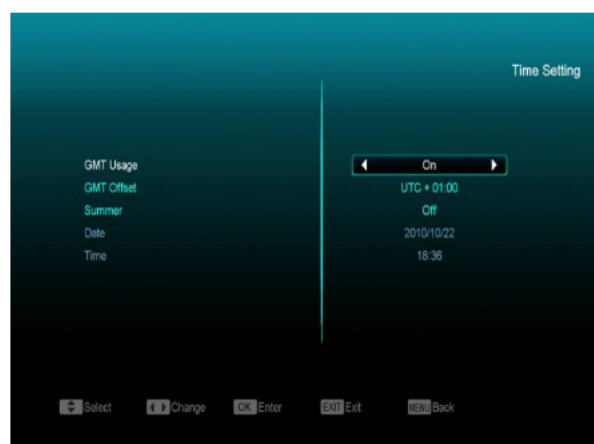 Time Setting
GMT Usage On
GMT Offset UTC + 01:00
Summer Off
Date 2010/10/22
Time 18:36
Select Change OK Enter EXIT Exit MENU Back